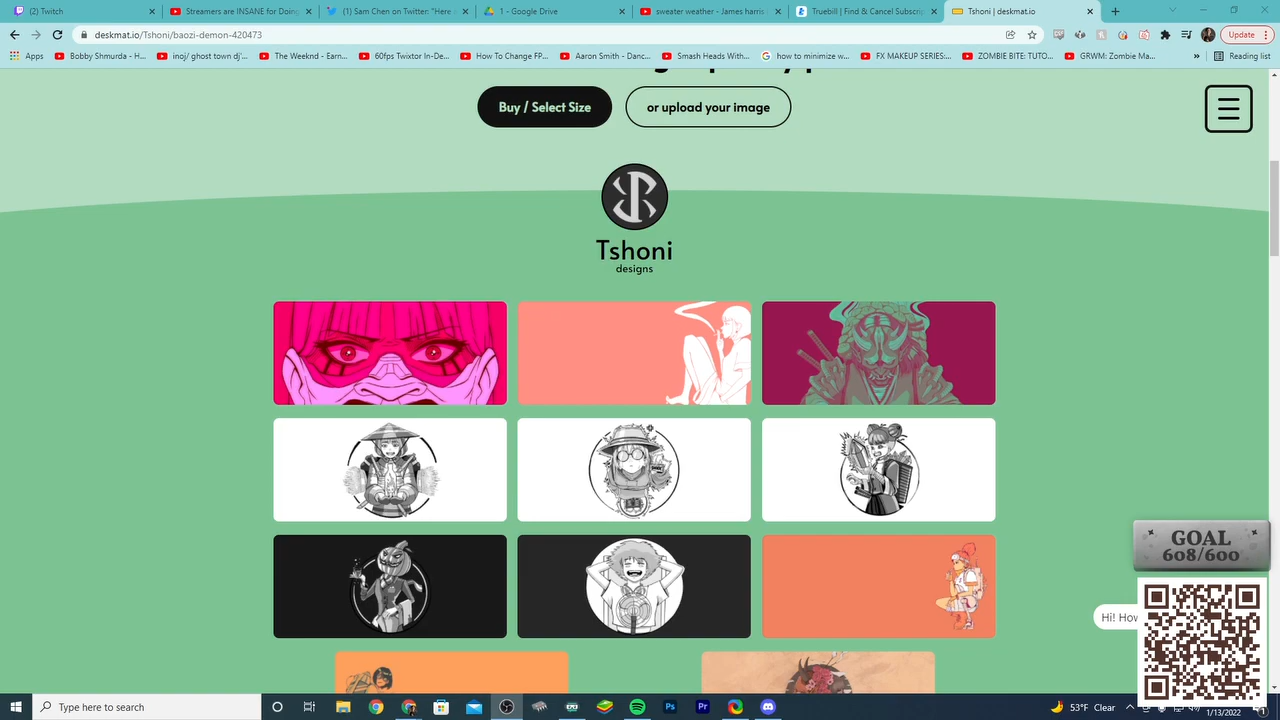 (2) Twitch
Streamers are INSANE for Doing
(1) Sam Chen on Twitter: "Here
1 - Google Drive
sweater weather - James harris
Truebill | Find & Cancel Subscrip
Tshoni | deskmat.io
deskmat.io/Tshoni/baozi-demon-420473
Update
Apps
Bobby Shmurda - H...
inoj/ ghost town dj'...
The Weeknd - Earn...
60fps Twixtor In-De...
How To Change FP...
Aaron Smith - Danc...
Smash Heads With...
how to minimize w...
FX MAKEUP SERIES:...
ZOMBIE BITE: TUTO...
GRWM: Zombie Ma...
»
Reading list
Buy / Select Size
or upload your image
Tshoni
designs
GOAL
608/600
Hi! How
Type here to search
53°F Clear
1/13/2022